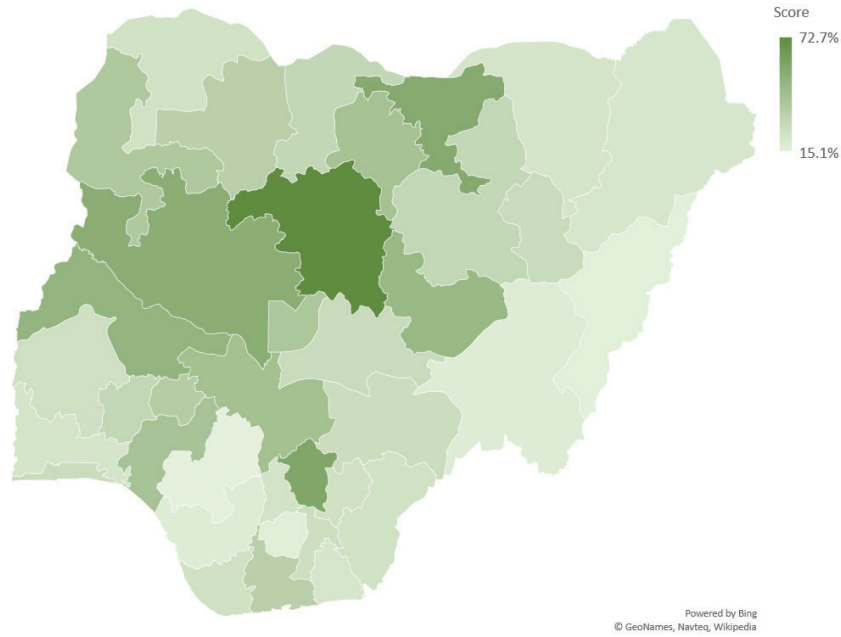 Score
72.7%
15.1%
Powered by Bing
© GeoNames, Navteq, Wikipedia